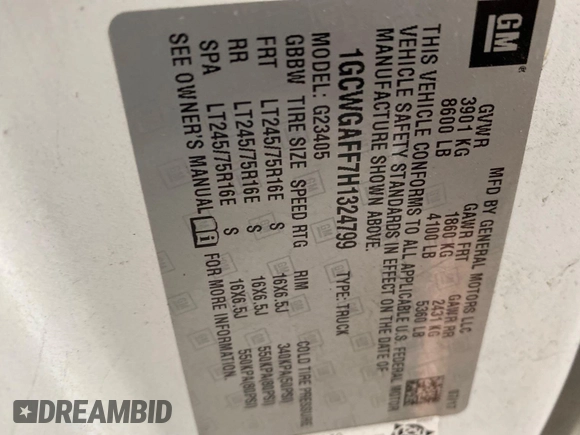 GM
MFD BY GENERAL MOTORS LLC
GVWR GAWR FRT GAWR RR
3901 KG 1860 KG 2431 KG
8600 LB 4100 LB 5360 LB
THIS VEHICLE CONFORMS TO ALL APPLICABLE U.S. FEDERAL MOTOR
VEHICLE SAFETY STANDARDS IN EFFECT ON THE DATE OF
MANUFACTURE SHOWN ABOVE.
1GCWGAFF7H1324799 TYPE: TRUCK
GBBW G23405
TIRE SIZE SPEED RTG RIM COLD TIRE PRESSURE
FRT LT245/75R16E S 16X6.5J 340KPA(50PSI)
RR LT245/75R16E S 16X6.5J 550KPA(80PSI)
SPA LT245/75R16E S 16X6.5J 550KPA(80PSI)
SEE OWNER'S MANUAL FOR MORE INFORMATION.
DREAMBID